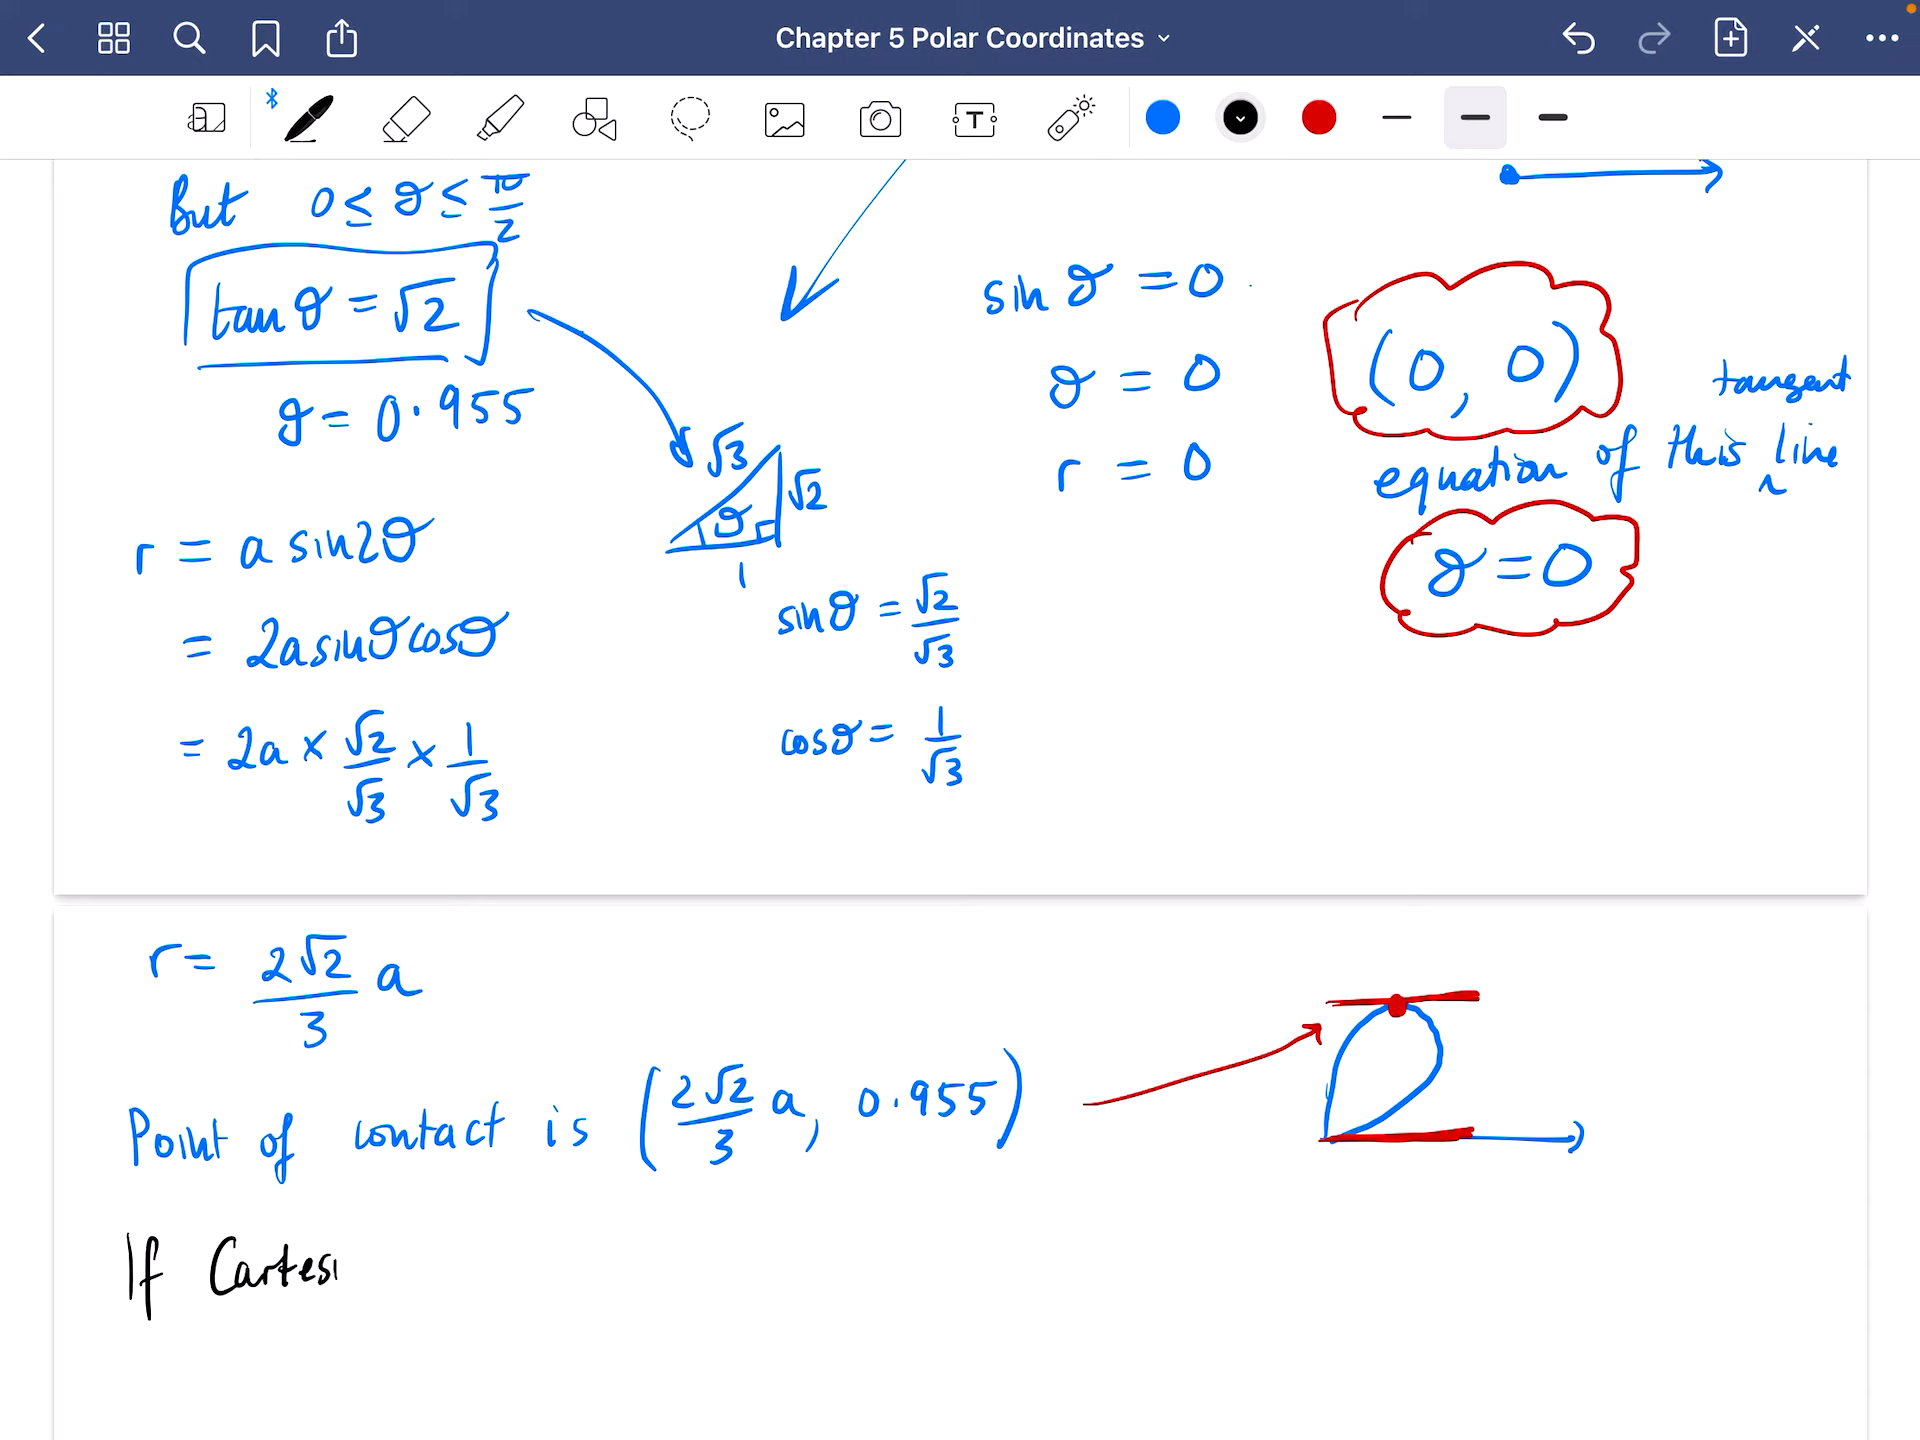 Chapter 5 Polar Coordinates
But 0 ≤ θ ≤ π/2
tan θ = √2
θ = 0.955
r = a sin2θ
= 2a sinθ cosθ
= 2a × √2/√3 × 1/√3
√3
√2
θ
1
sinθ = √2/√3
cosθ = 1/√3
sin θ = 0
θ = 0
r = 0
(0, 0)
tangent
equation of this line
θ = 0
r = 2√2/3 a
Point of contact is (2√2/3 a, 0.955)
If Cartesi